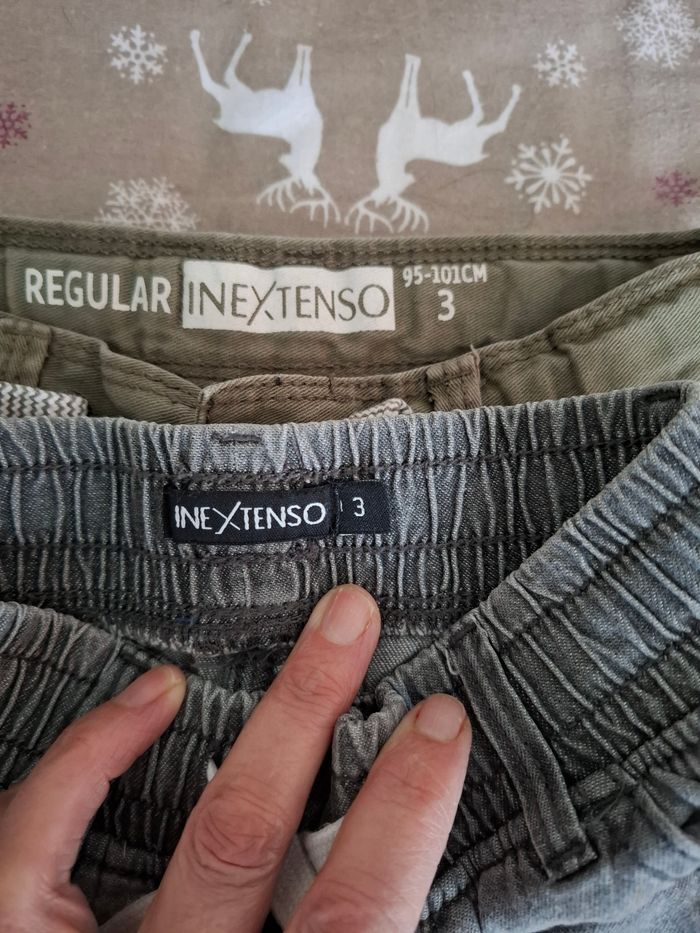 REGULAR INEXTENSO 95-101CM
3
INEXTENSO 3